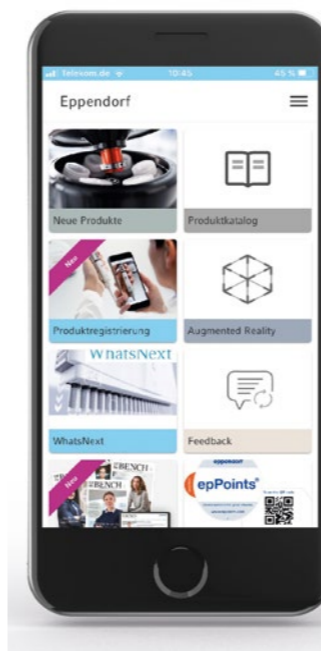 Telekom.de 10:45 45 %
Eppendorf
Neue Produkte
Produktkatalog
Neu
Produktregistrierung
Augmented Reality
WhatsNext
WhatsNext
Feedback
Neu
BENCH
eppendorf
epPoints®